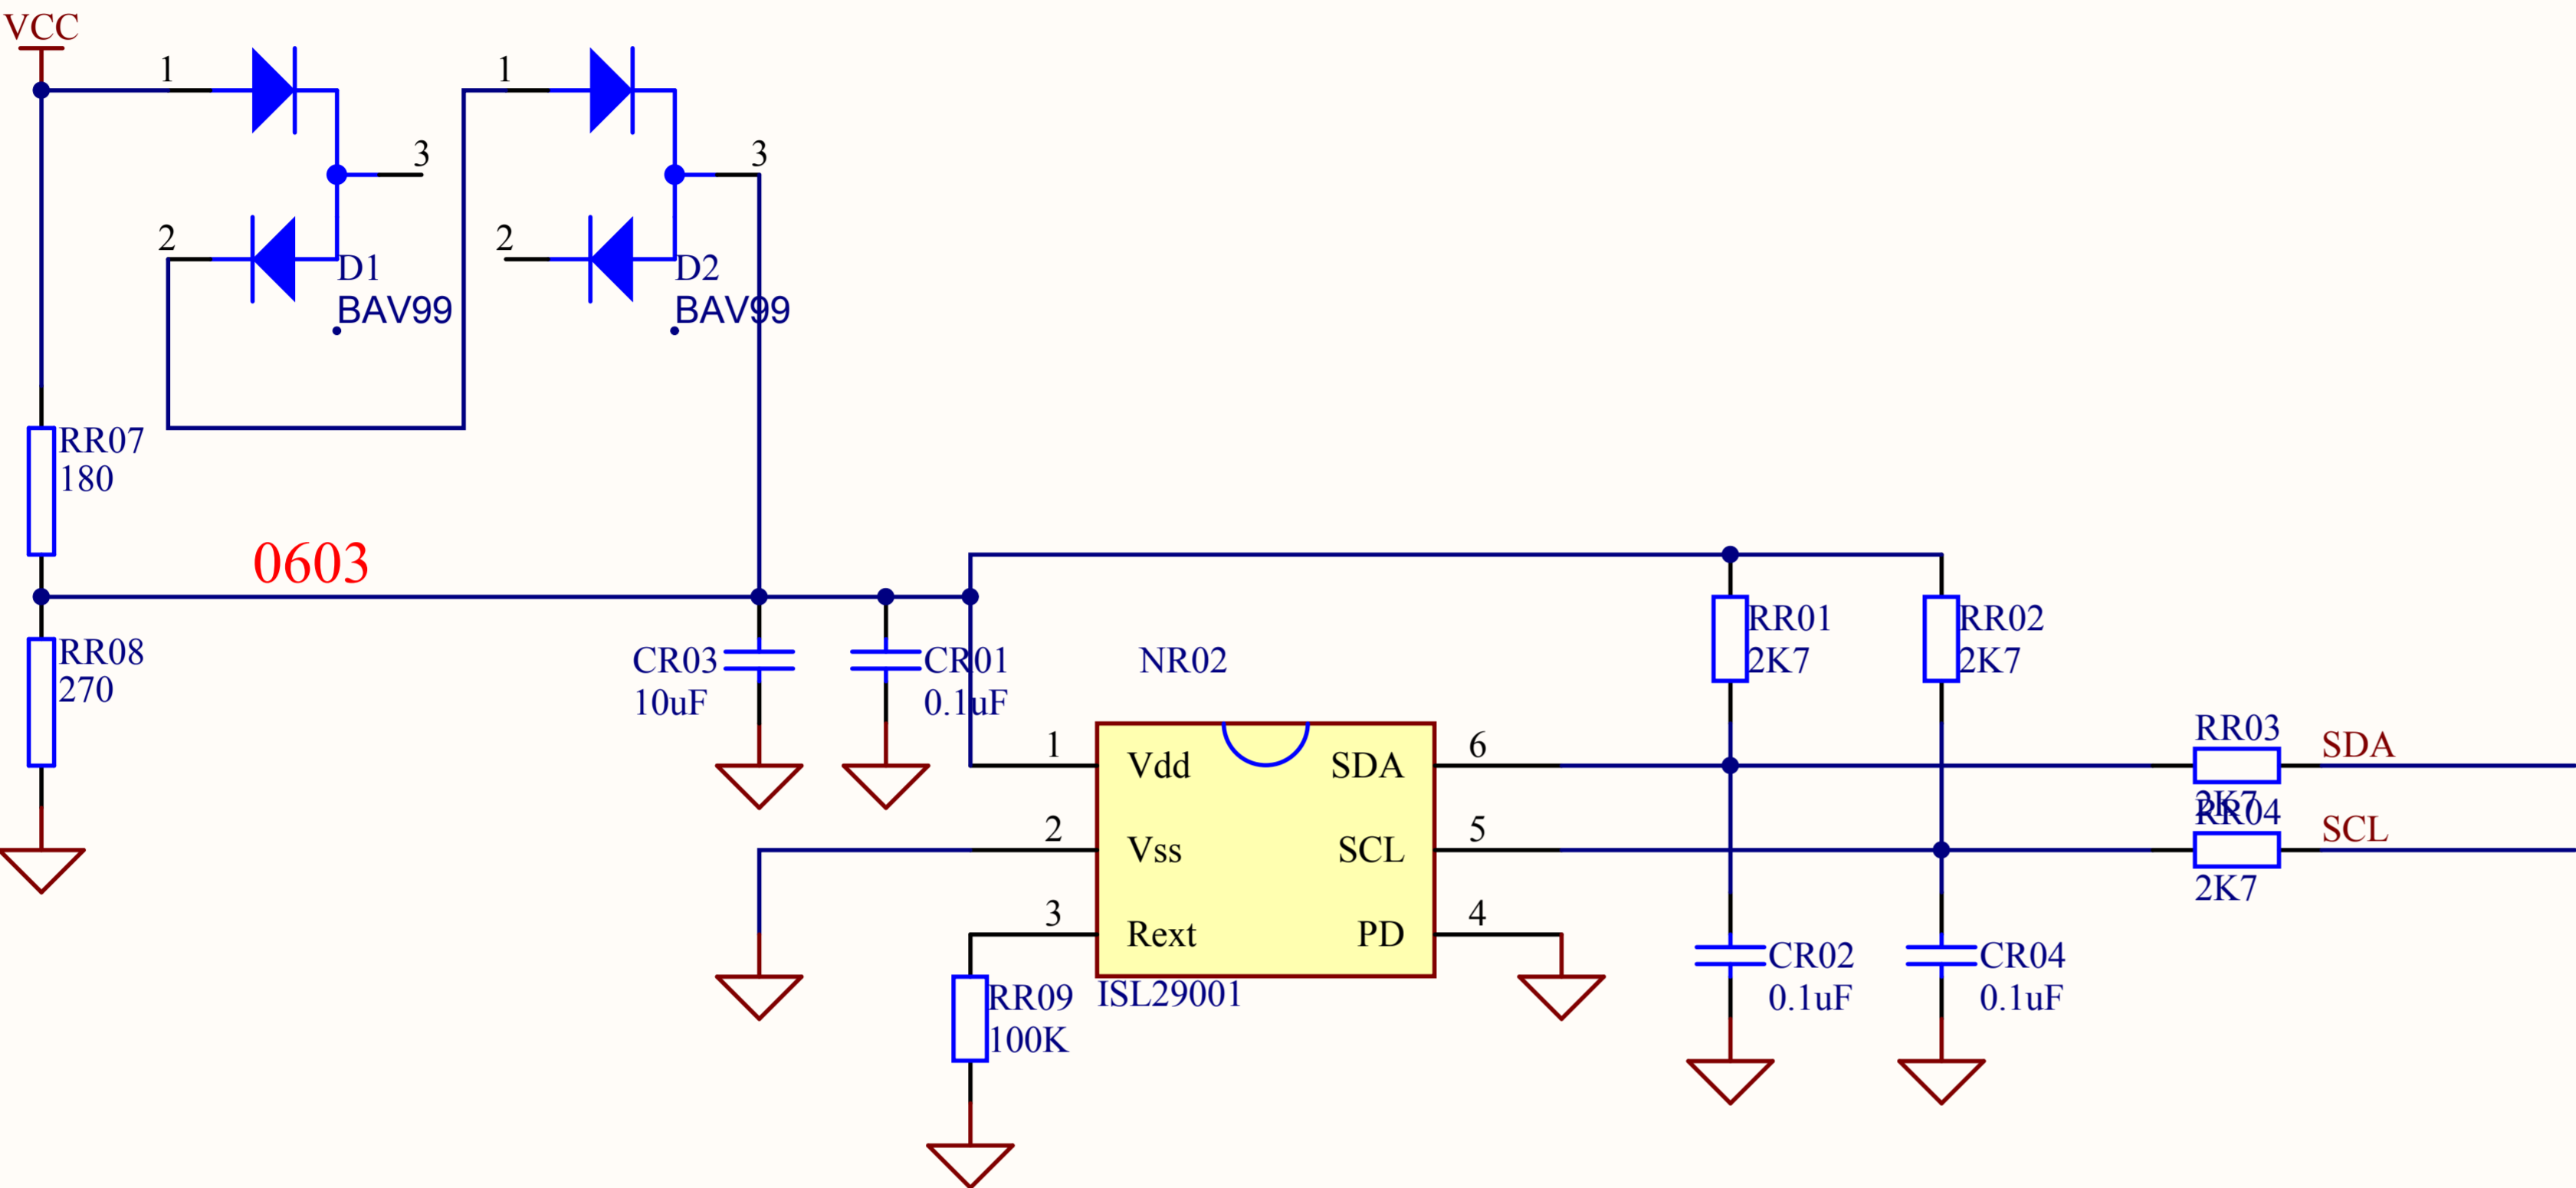 VCC
1
1
3
3
2
2
D1
BAV99
D2
BAV99
RR07
180
0603
RR08
270
CR03
10uF
CR01
0.1uF
NR02
RR01
2K7
RR02
2K7
1
Vdd
SDA
6
RR03
2K7
SDA
2
Vss
SCL
5
RR04
2K7
SCL
3
Rext
PD
4
RR09
100K
ISL29001
CR02
0.1uF
CR04
0.1uF